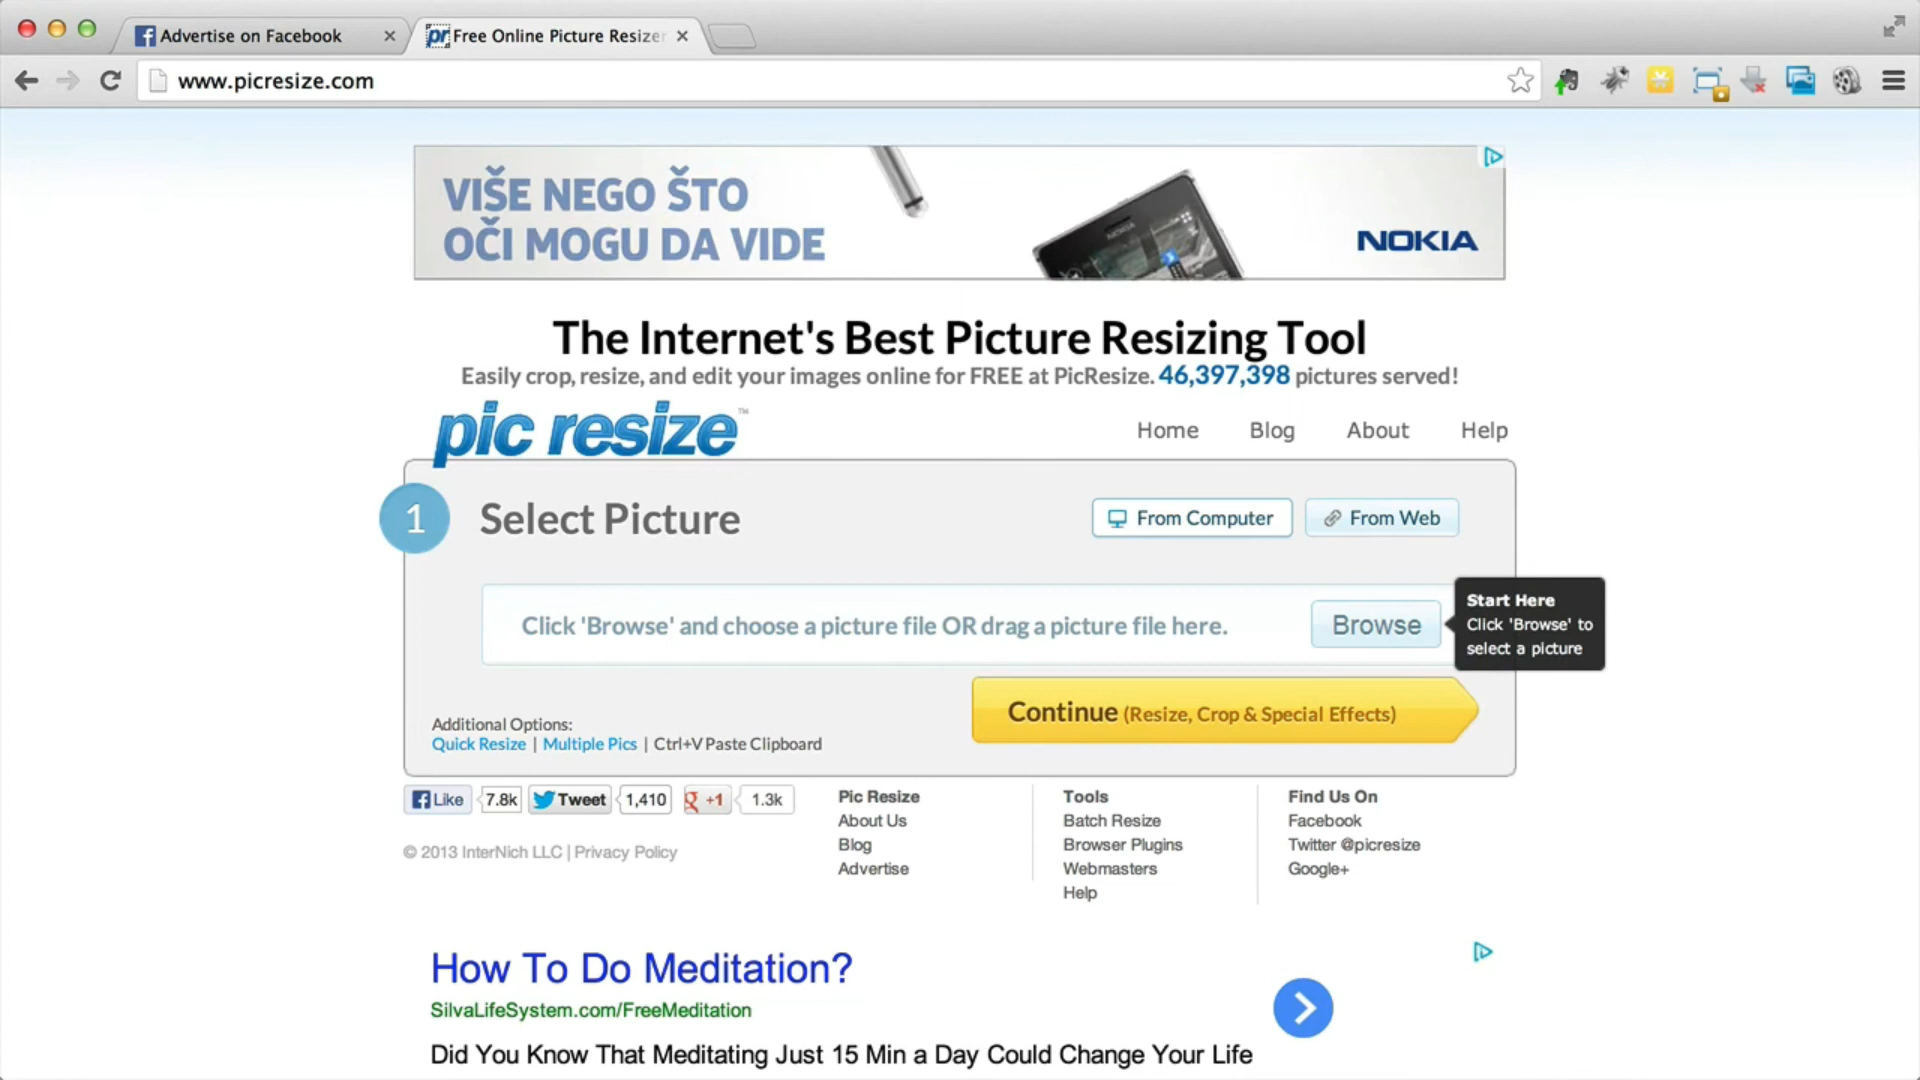 Advertise on Facebook
pr Free Online Picture Resizer
www.picresize.com
VIŠE NEGO ŠTO
OČI MOGU DA VIDE
NOKIA
The Internet's Best Picture Resizing Tool
Easily crop, resize, and edit your images online for FREE at PicResize. 46,397,398 pictures served!
pic resize™
Home Blog About Help
1 Select Picture
From Computer From Web
Click 'Browse' and choose a picture file OR drag a picture file here.
Browse
Start Here
Click 'Browse' to
select a picture
Continue (Resize, Crop & Special Effects)
Additional Options:
Quick Resize | Multiple Pics | Ctrl+V Paste Clipboard
Like 7.8k Tweet 1,410 +1 1.3k
© 2013 InterNich LLC | Privacy Policy
Pic Resize
About Us
Blog
Advertise
Tools
Batch Resize
Browser Plugins
Webmasters
Help
Find Us On
Facebook
Twitter @picresize
Google+
How To Do Meditation?
SilvaLifeSystem.com/FreeMeditation
Did You Know That Meditating Just 15 Min a Day Could Change Your Life